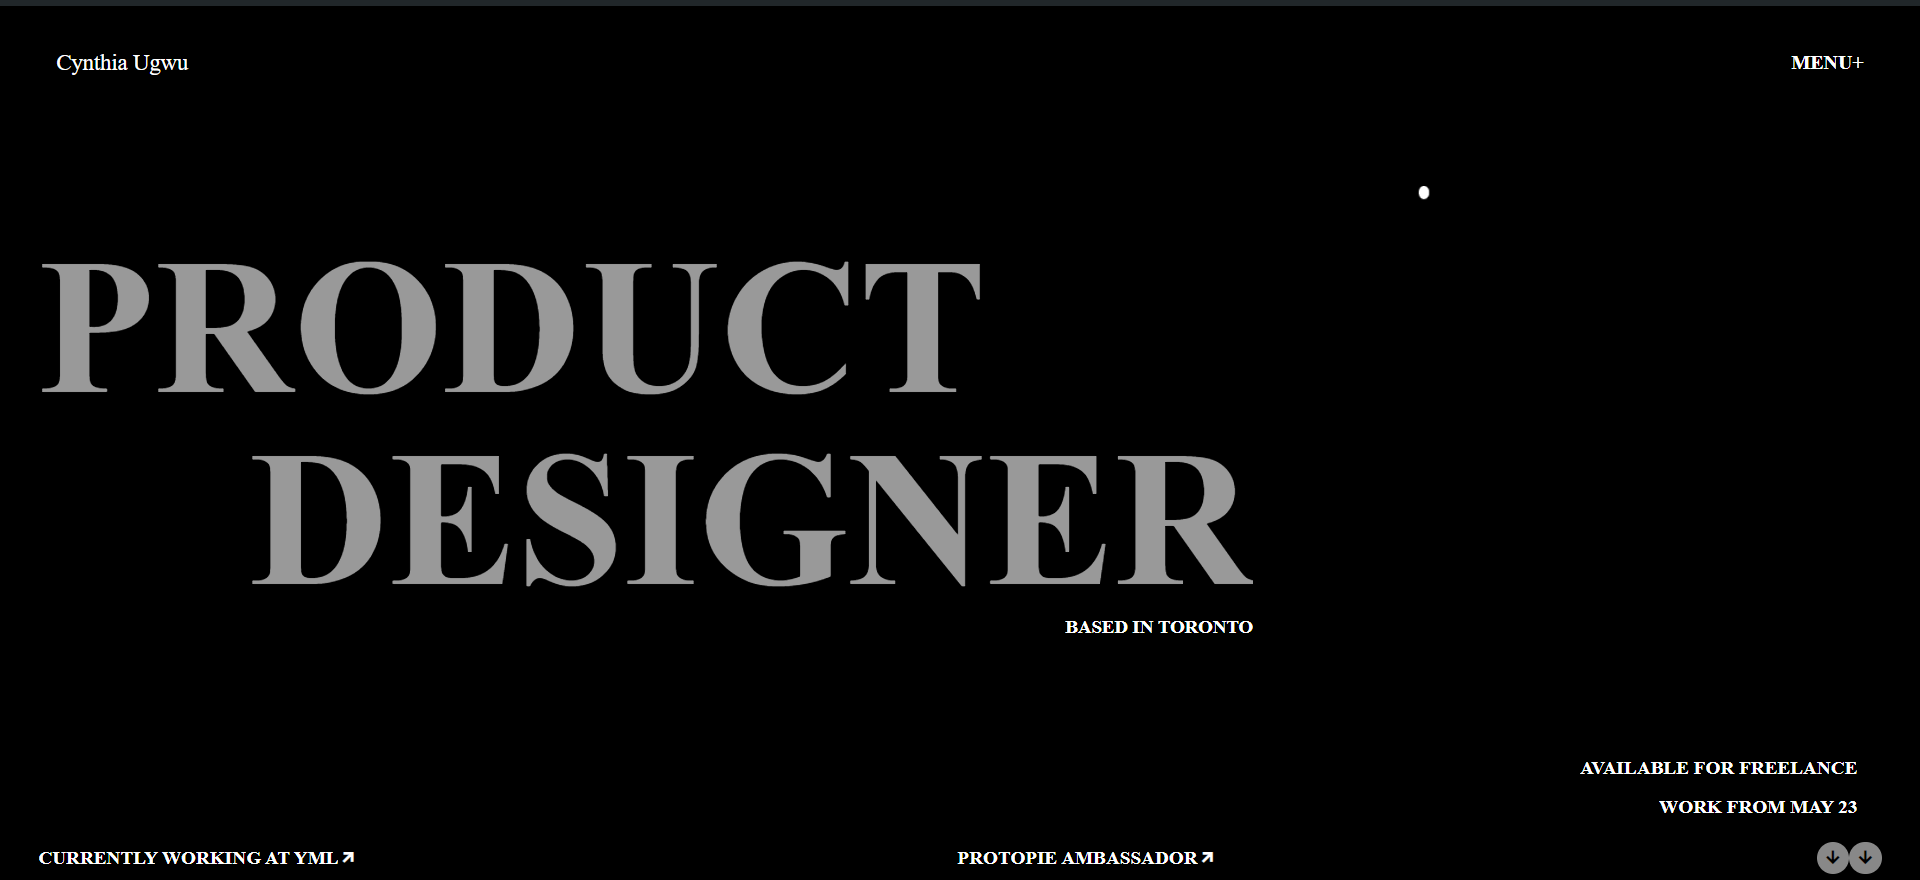 Cynthia Ugwu
MENU+
PRODUCT
DESIGNER
BASED IN TORONTO
AVAILABLE FOR FREELANCE
WORK FROM MAY 23
CURRENTLY WORKING AT YML
PROTOPIE AMBASSADOR